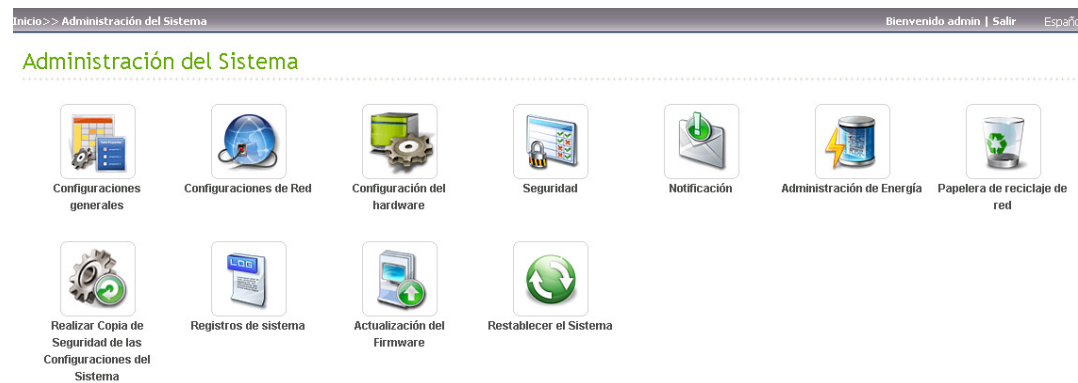 Inicio>> Administración del Sistema
Bienvenido admin | Salir
Administración del Sistema
Configuraciones
generales
Configuraciones de Red
Configuración del
hardware
Seguridad
Notificación
Administración de Energía
Papelera de reciclaje de
red
LOG
Realizar Copia de
Seguridad de las
Configuraciones del
Sistema
Registros de sistema
Actualización del
Firmware
Restablecer el Sistema